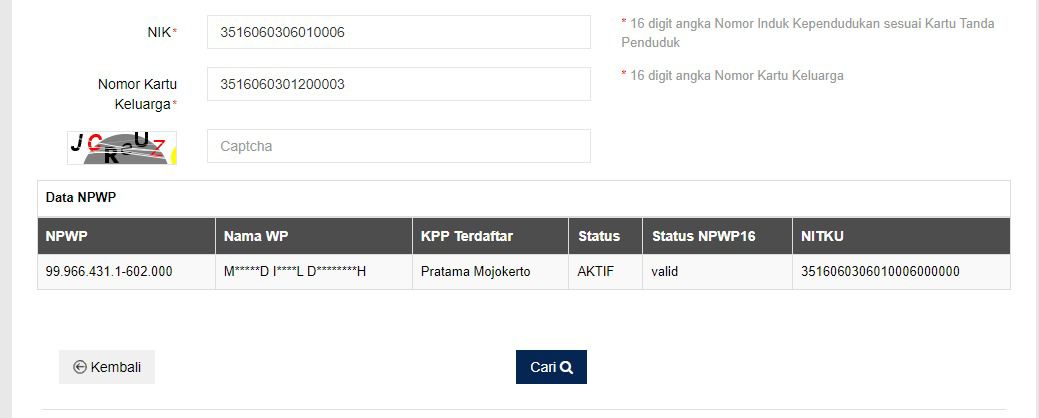 NIK*
3516060306010006
* 16 digit angka Nomor Induk Kependudukan sesuai Kartu Tanda
Penduduk
Nomor Kartu
Keluarga*
3516060301200003
* 16 digit angka Nomor Kartu Keluarga
JCRCUZ
Captcha
Data NPWP
NPWP Nama WP KPP Terdaftar Status Status NPWP16 NITKU
99.966.431.1-602.000 M*****D I****L D********H Pratama Mojokerto AKTIF valid 3516060306010006000000
Kembali
Cari